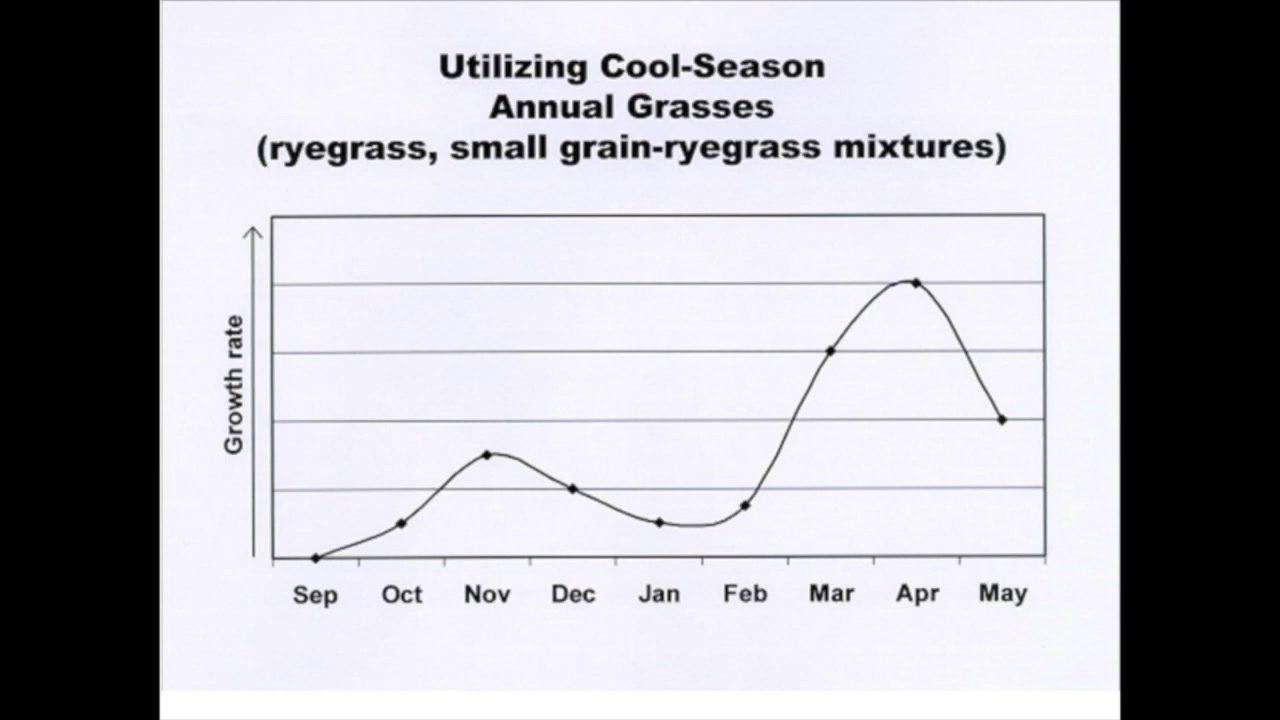 Utilizing Cool-Season
Annual Grasses
(ryegrass, small grain-ryegrass mixtures)
Growth rate
Sep Oct Nov Dec Jan Feb Mar Apr May